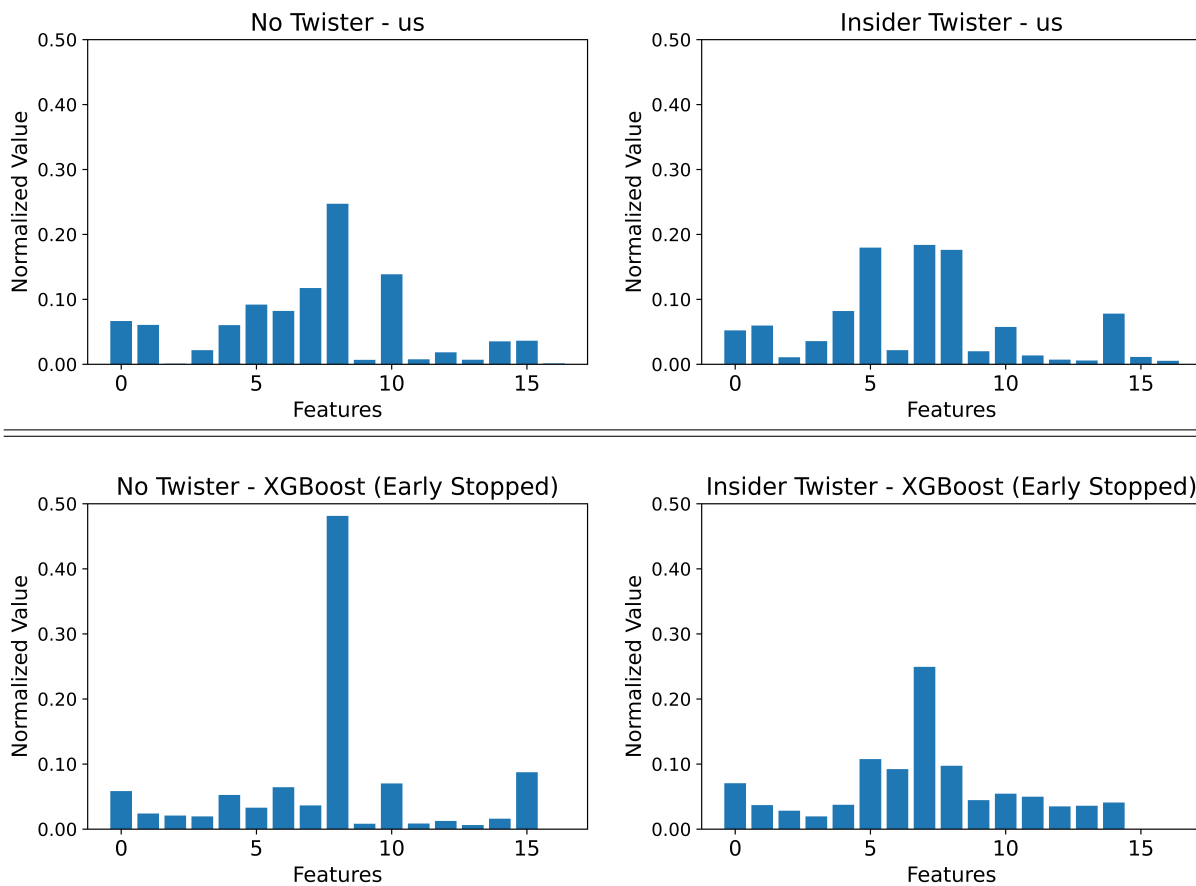 No Twister - us
0.50
0.40
0.30
0.20
0.10
0.00
Normalized Value
0 5 10 15
Features
Insider Twister - us
0.50
0.40
0.30
0.20
0.10
0.00
Normalized Value
0 5 10 15
Features
No Twister - XGBoost (Early Stopped)
0.50
0.40
0.30
0.20
0.10
0.00
Normalized Value
0 5 10 15
Features
Insider Twister - XGBoost (Early Stopped)
0.50
0.40
0.30
0.20
0.10
0.00
Normalized Value
0 5 10 15
Features